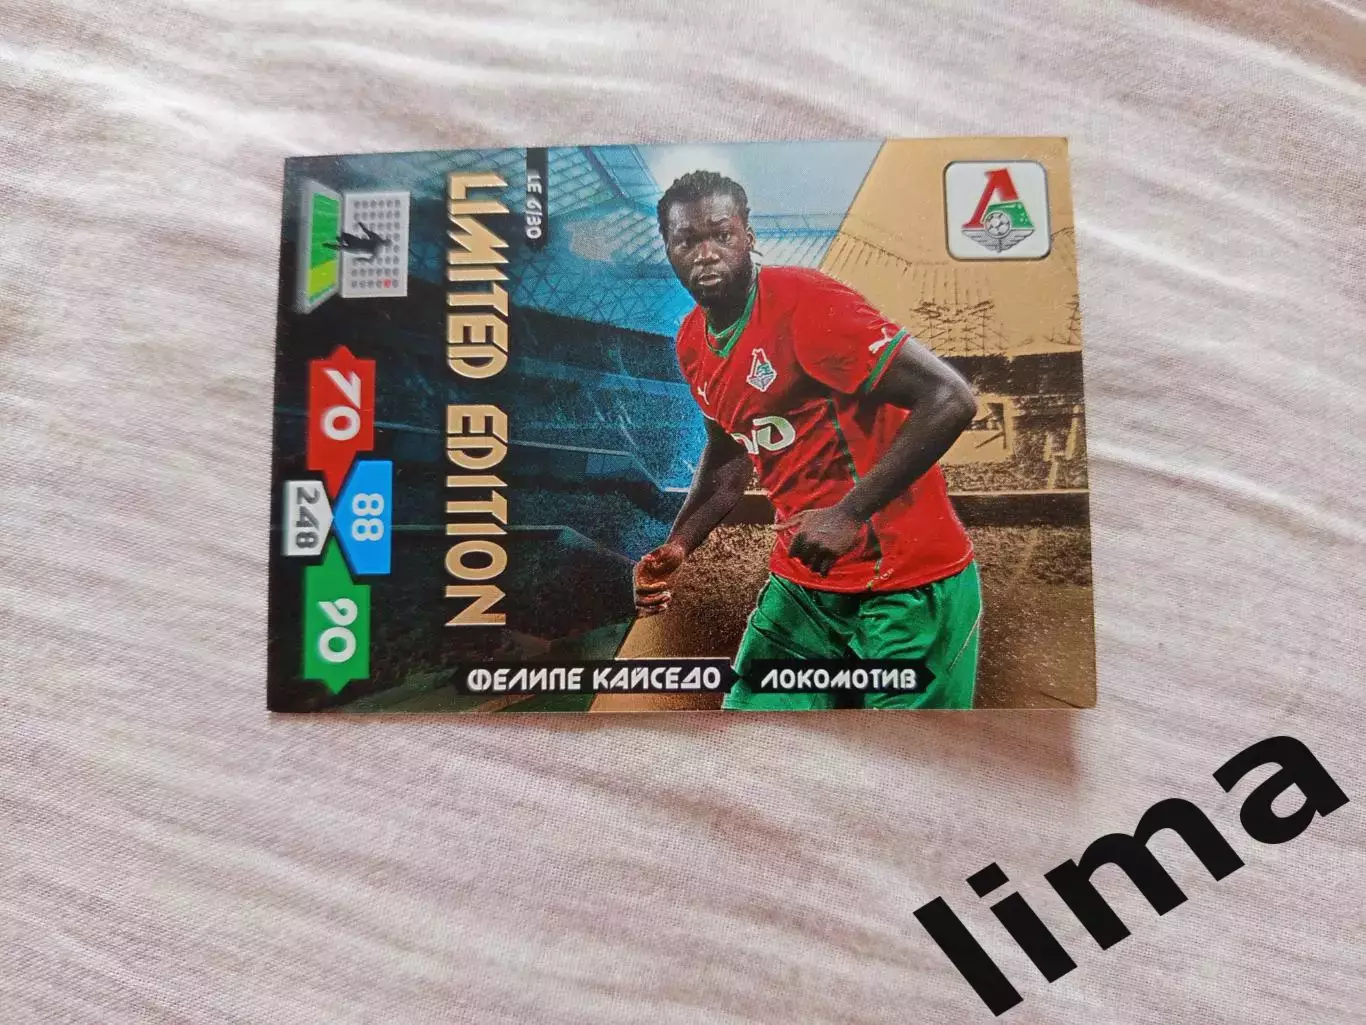 LIMITED EDITION
LE 6/30
70
88
248
90
ФЕЛИПЕ КАЙСЕДО
ЛОКОМОТИВ
lima